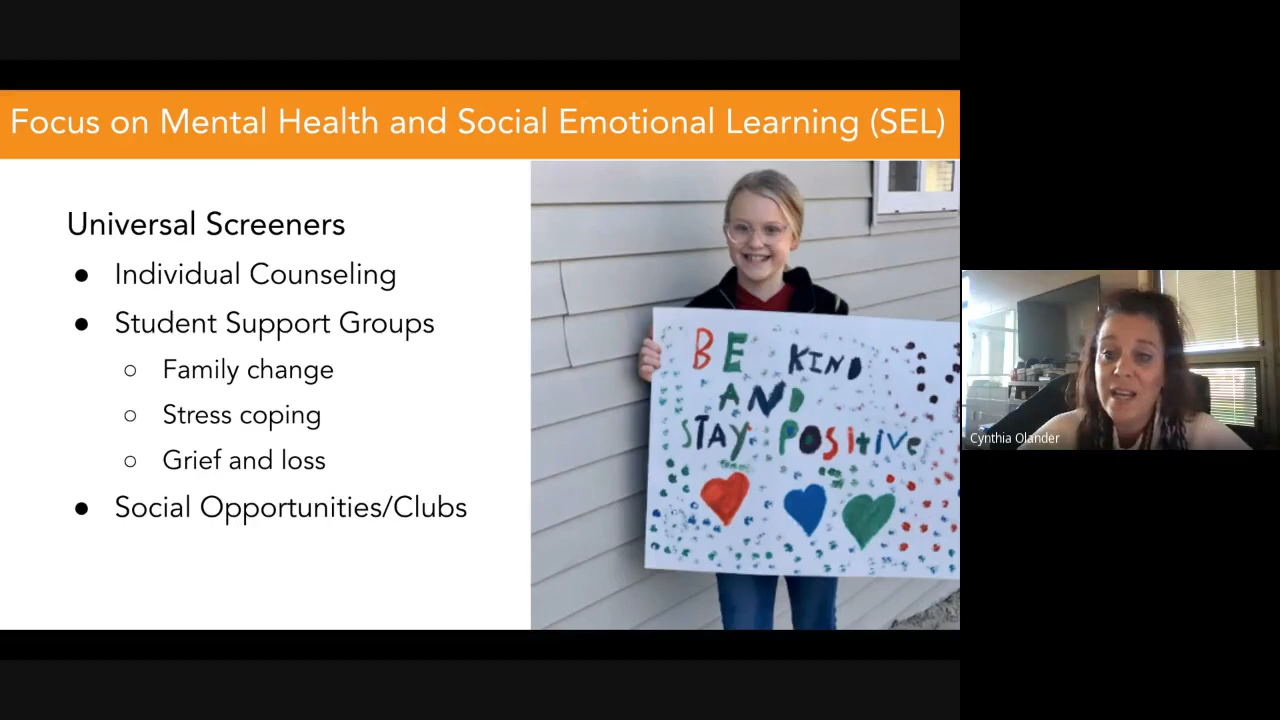 Focus on Mental Health and Social Emotional Learning (SEL)
Universal Screeners
● Individual Counseling
● Student Support Groups
○ Family change
○ Stress coping
○ Grief and loss
● Social Opportunities/Clubs
BE KIND
AND
STAY POSitive
Cynthia Olander